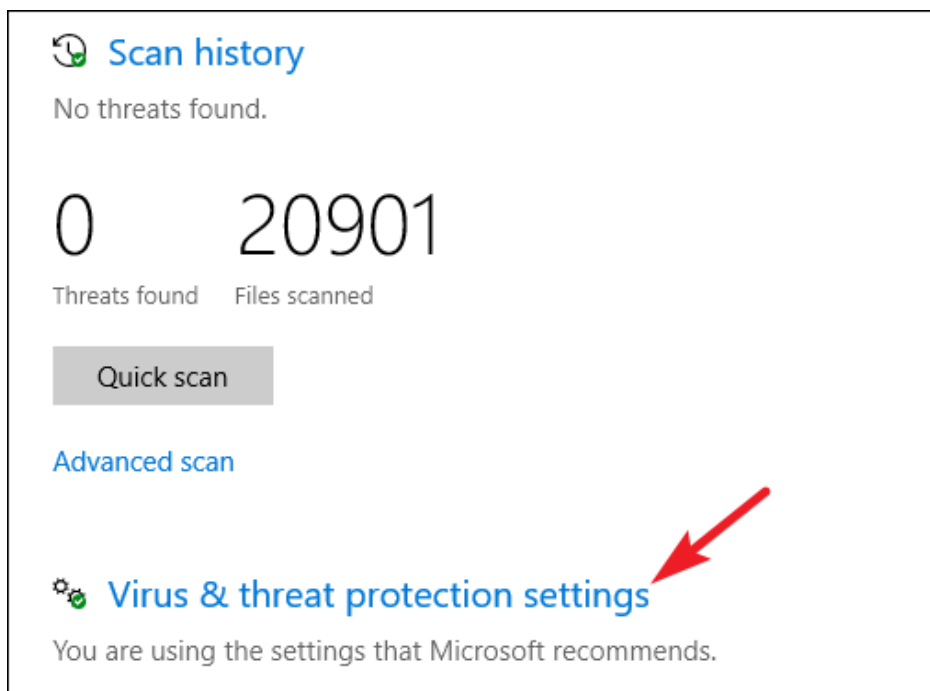 Scan history
No threats found.
0 20901
Threats found Files scanned
Quick scan
Advanced scan
Virus & threat protection settings
You are using the settings that Microsoft recommends.